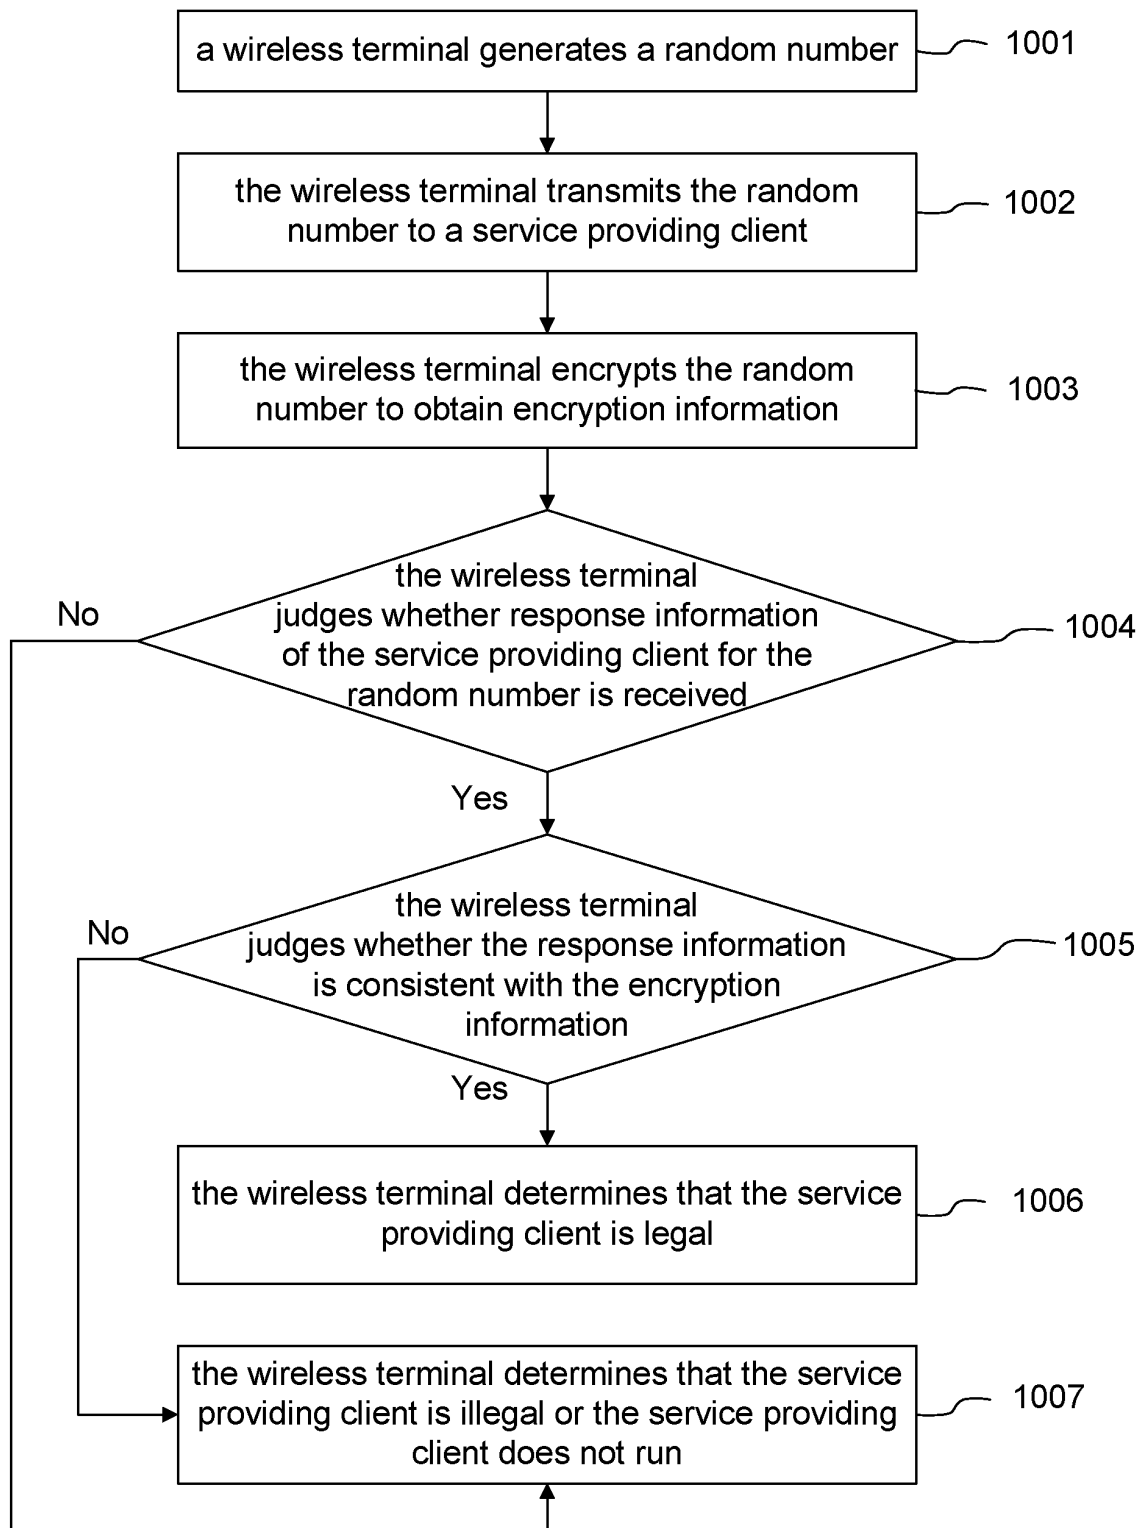 a wireless terminal generates a random number
1001
the wireless terminal transmits the random
number to a service providing client
1002
the wireless terminal encrypts the random
number to obtain encryption information
1003
the wireless terminal
judges whether response information
of the service providing client for the
random number is received
No
1004
Yes
the wireless terminal
judges whether the response information
is consistent with the encryption
information
No
1005
Yes
the wireless terminal determines that the service
providing client is legal
1006
the wireless terminal determines that the service
providing client is illegal or the service providing
client does not run
1007